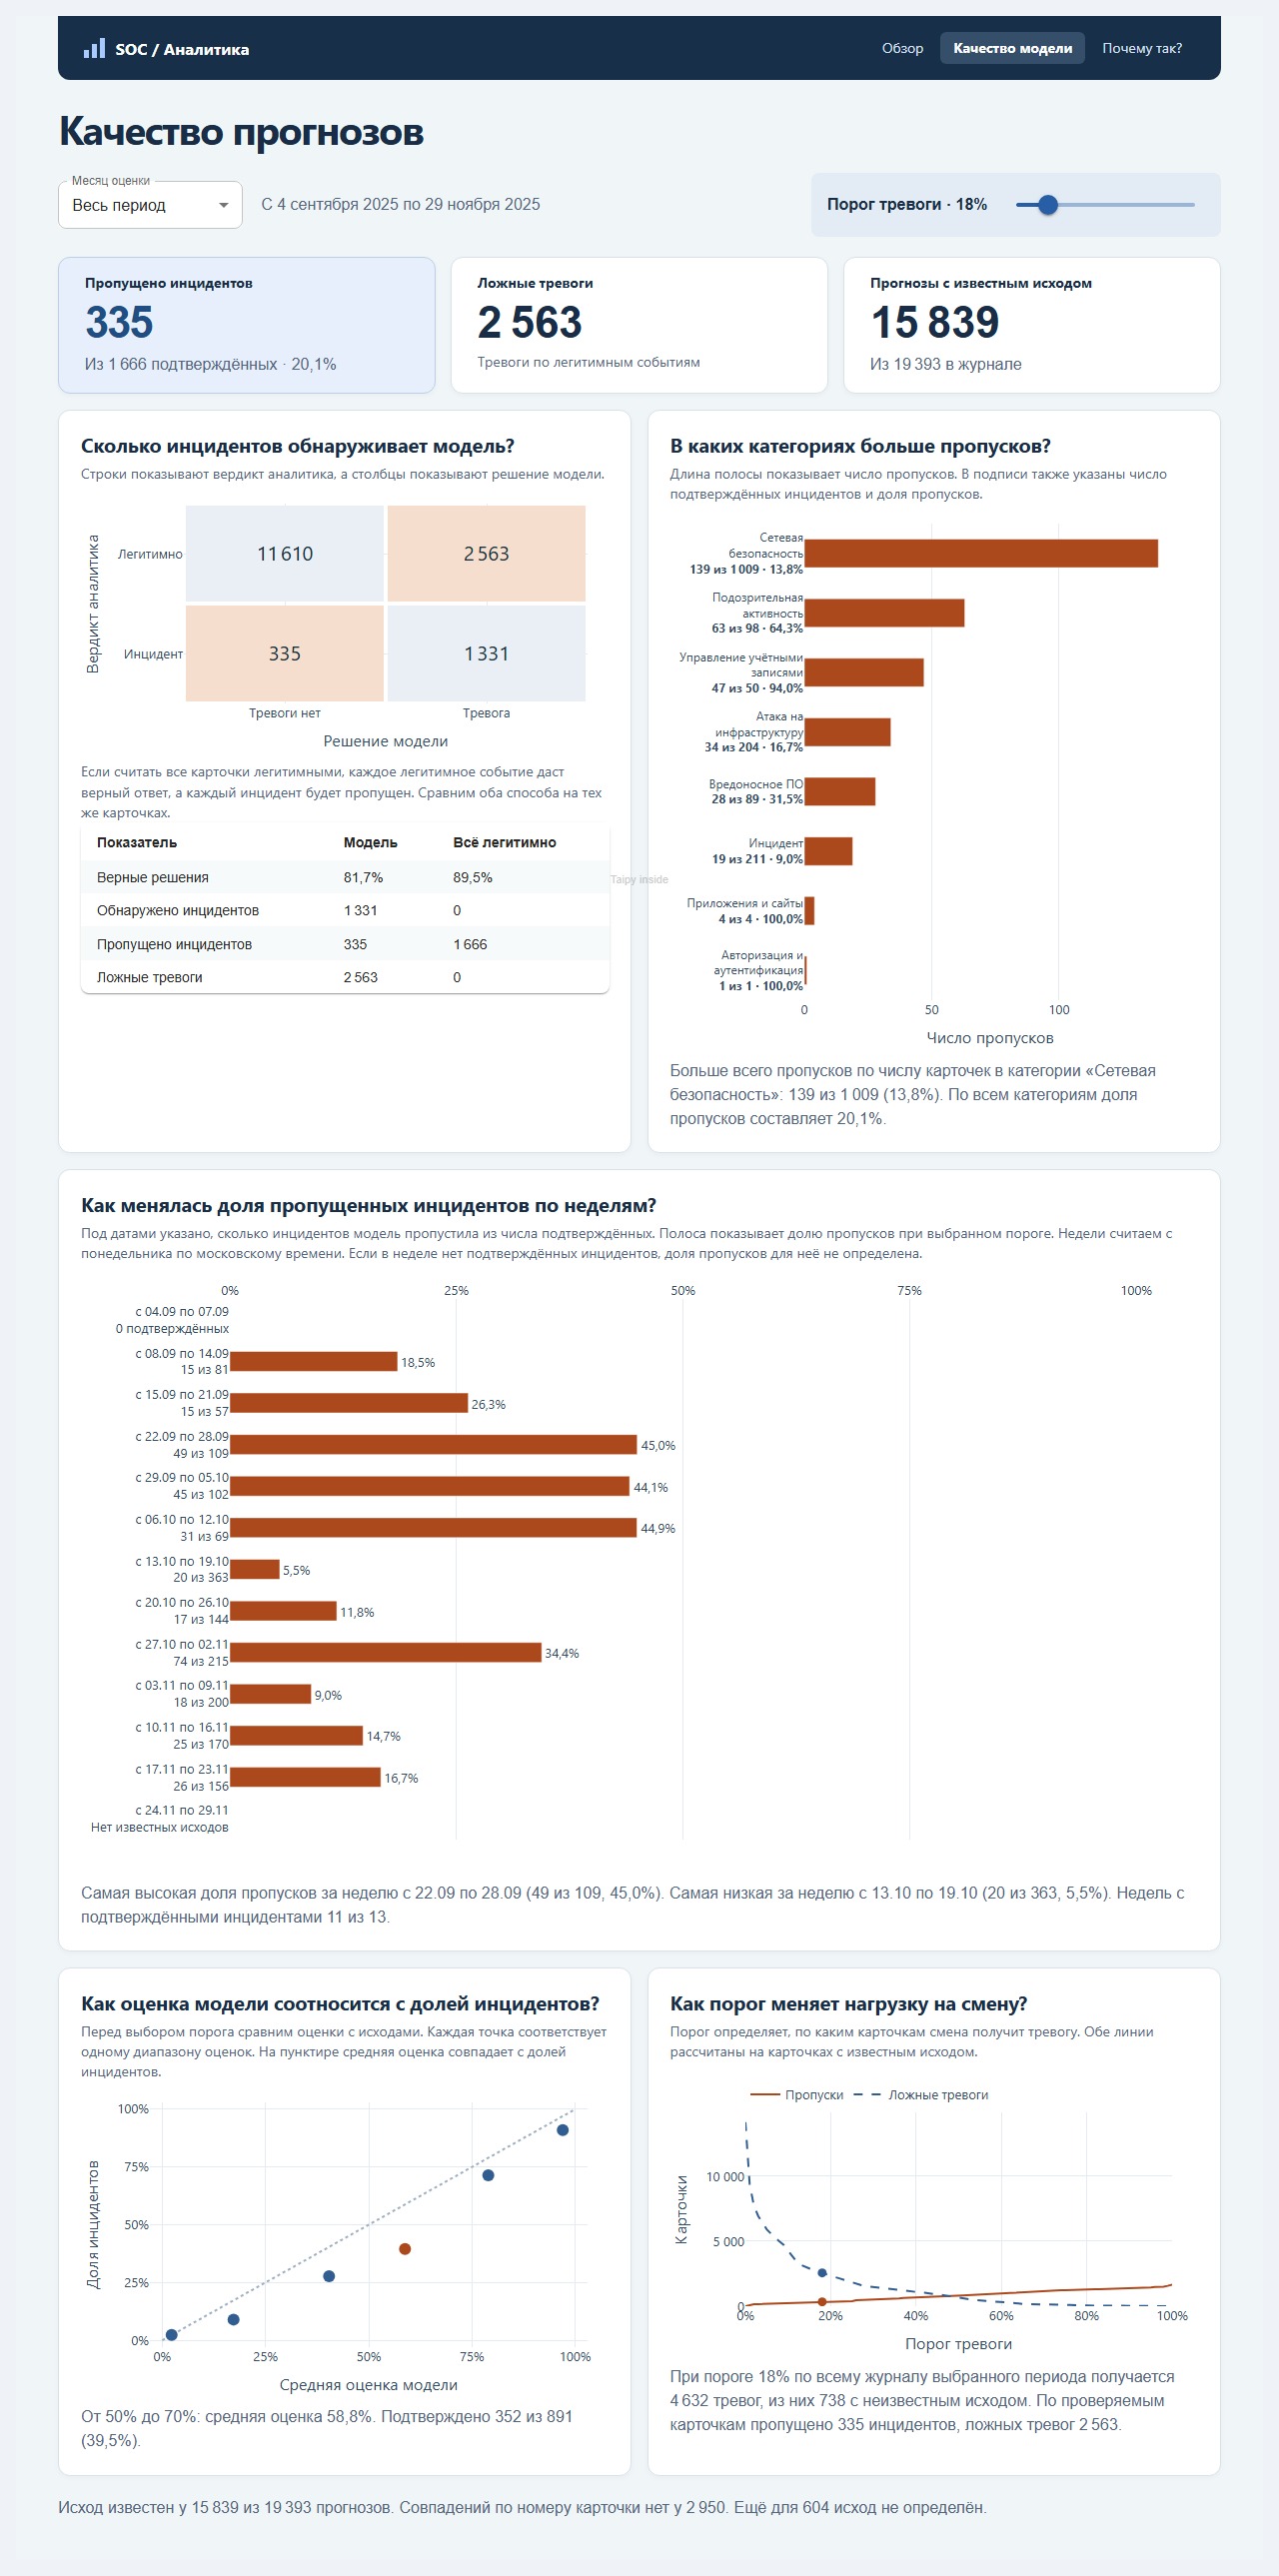 SOC / Аналитика
Обзор
Качество модели
Почему так?
Качество прогнозов
Месяц оценки
Весь период
С 4 сентября 2025 по 29 ноября 2025
Порог тревоги · 18%
Пропущено инцидентов
335
Из 1 666 подтверждённых · 20,1%
Ложные тревоги
2 563
Тревоги по легитимным событиям
Прогнозы с известным исходом
15 839
Из 19 393 в журнале
Сколько инцидентов обнаруживает модель?
Строки показывают вердикт аналитика, а столбцы показывают решение модели.
Вердикт аналитика
Легитимно
11 610
2 563
Инцидент
335
1 331
Тревоги нет
Тревога
Решение модели
Если считать все карточки легитимными, каждое легитимное событие даст
верный ответ, а каждый инцидент будет пропущен. Сравним оба способа на тех
же карточках.
Показатель Модель Всё легитимно
Верные решения 81,7% 89,5%
Обнаружено инцидентов 1 331 0
Пропущено инцидентов 335 1 666
Ложные тревоги 2 563 0
Taipy inside
В каких категориях больше пропусков?
Длина полосы показывает число пропусков. В подписи также указаны число
подтверждённых инцидентов и доля пропусков.
Сетевая
безопасность
139 из 1 009 · 13,8%
Подозрительная
активность
63 из 98 · 64,3%
Управление учётными
записями
47 из 50 · 94,0%
Атака на
инфраструктуру
34 из 204 · 16,7%
Вредоносное ПО
28 из 89 · 31,5%
Инцидент
19 из 211 · 9,0%
Приложения и сайты
4 из 4 · 100,0%
Авторизация и
аутентификация
1 из 1 · 100,0%
0 50 100
Число пропусков
Больше всего пропусков по числу карточек в категории «Сетевая
безопасность»: 139 из 1 009 (13,8%). По всем категориям доля
пропусков составляет 20,1%.
Как менялась доля пропущенных инцидентов по неделям?
Под датами указано, сколько инцидентов модель пропустила из числа подтверждённых. Полоса показывает долю пропусков при выбранном пороге. Недели считаем с
понедельника по московскому времени. Если в неделе нет подтверждённых инцидентов, доля пропусков для неё не определена.
0% 25% 50% 75% 100%
с 04.09 по 07.09
0 подтверждённых
с 08.09 по 14.09
15 из 81
18,5%
с 15.09 по 21.09
15 из 57
26,3%
с 22.09 по 28.09
49 из 109
45,0%
с 29.09 по 05.10
45 из 102
44,1%
с 06.10 по 12.10
31 из 69
44,9%
с 13.10 по 19.10
20 из 363
5,5%
с 20.10 по 26.10
17 из 144
11,8%
с 27.10 по 02.11
74 из 215
34,4%
с 03.11 по 09.11
18 из 200
9,0%
с 10.11 по 16.11
25 из 170
14,7%
с 17.11 по 23.11
26 из 156
16,7%
с 24.11 по 29.11
Нет известных исходов
Самая высокая доля пропусков за неделю с 22.09 по 28.09 (49 из 109, 45,0%). Самая низкая за неделю с 13.10 по 19.10 (20 из 363, 5,5%). Недель с
подтверждёнными инцидентами 11 из 13.
Как оценка модели соотносится с долей инцидентов?
Перед выбором порога сравним оценки с исходами. Каждая точка соответствует
одному диапазону оценок. На пунктире средняя оценка совпадает с долей
инцидентов.
Доля инцидентов
100%
75%
50%
25%
0%
0% 25% 50% 75% 100%
Средняя оценка модели
От 50% до 70%: средняя оценка 58,8%. Подтверждено 352 из 891
(39,5%).
Как порог меняет нагрузку на смену?
Порог определяет, по каким карточкам смена получит тревогу. Обе линии
рассчитаны на карточках с известным исходом.
Пропуски Ложные тревоги
Карточки
10 000
5 000
0
0% 20% 40% 60% 80% 100%
Порог тревоги
При пороге 18% по всему журналу выбранного периода получается
4 632 тревог, из них 738 с неизвестным исходом. По проверяемым
карточкам пропущено 335 инцидентов, ложных тревог 2 563.
Исход известен у 15 839 из 19 393 прогнозов. Совпадений по номеру карточки нет у 2 950. Ещё для 604 исход не определён.